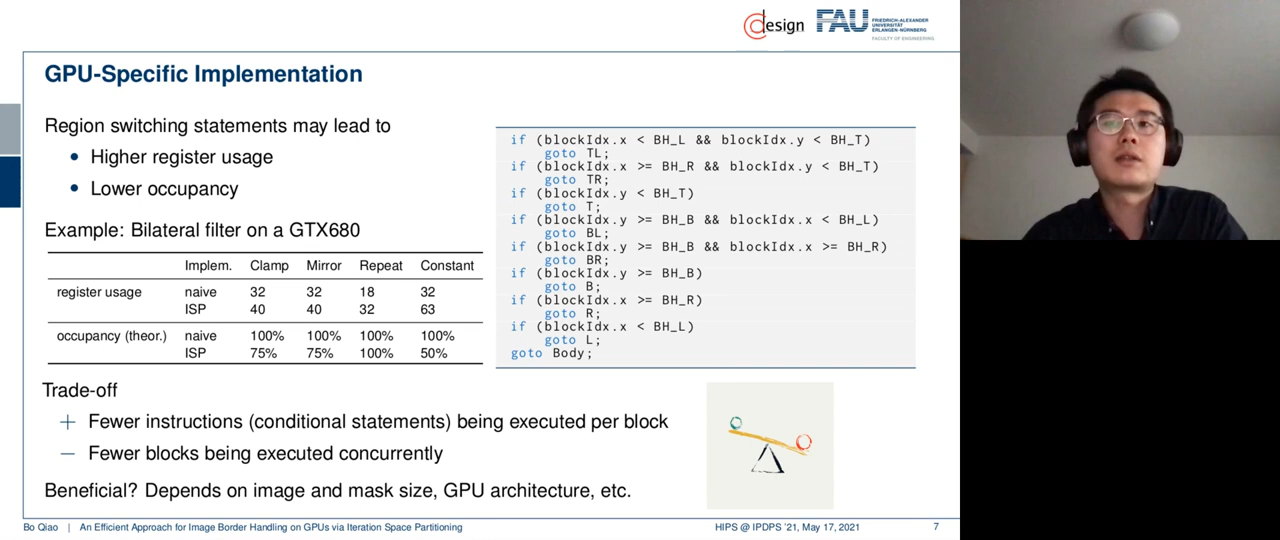 design FAU FRIEDRICH-ALEXANDER
UNIVERSITÄT
ERLANGEN-NÜRNBERG
FACULTY OF ENGINEERING
GPU-Specific Implementation
Region switching statements may lead to
• Higher register usage
• Lower occupancy
Example: Bilateral filter on a GTX680
Implem. Clamp Mirror Repeat Constant
register usage naive 32 32 18 32
ISP 40 40 32 63
occupancy (theor.) naive 100% 100% 100% 100%
ISP 75% 75% 100% 50%
if (blockIdx.x < BH_L && blockIdx.y < BH_T)
goto TL;
if (blockIdx.x >= BH_R && blockIdx.y < BH_T)
goto TR;
if (blockIdx.y < BH_T)
goto T;
if (blockIdx.y >= BH_B && blockIdx.x < BH_L)
goto BL;
if (blockIdx.y >= BH_B && blockIdx.x >= BH_R)
goto BR;
if (blockIdx.y >= BH_B)
goto B;
if (blockIdx.x >= BH_R)
goto R;
if (blockIdx.x < BH_L)
goto L;
goto Body;
Trade-off
+ Fewer instructions (conditional statements) being executed per block
− Fewer blocks being executed concurrently
Beneficial? Depends on image and mask size, GPU architecture, etc.
Bo Qiao | An Efficient Approach for Image Border Handling on GPUs via Iteration Space Partitioning HIPS @ IPDPS '21, May 17, 2021 7